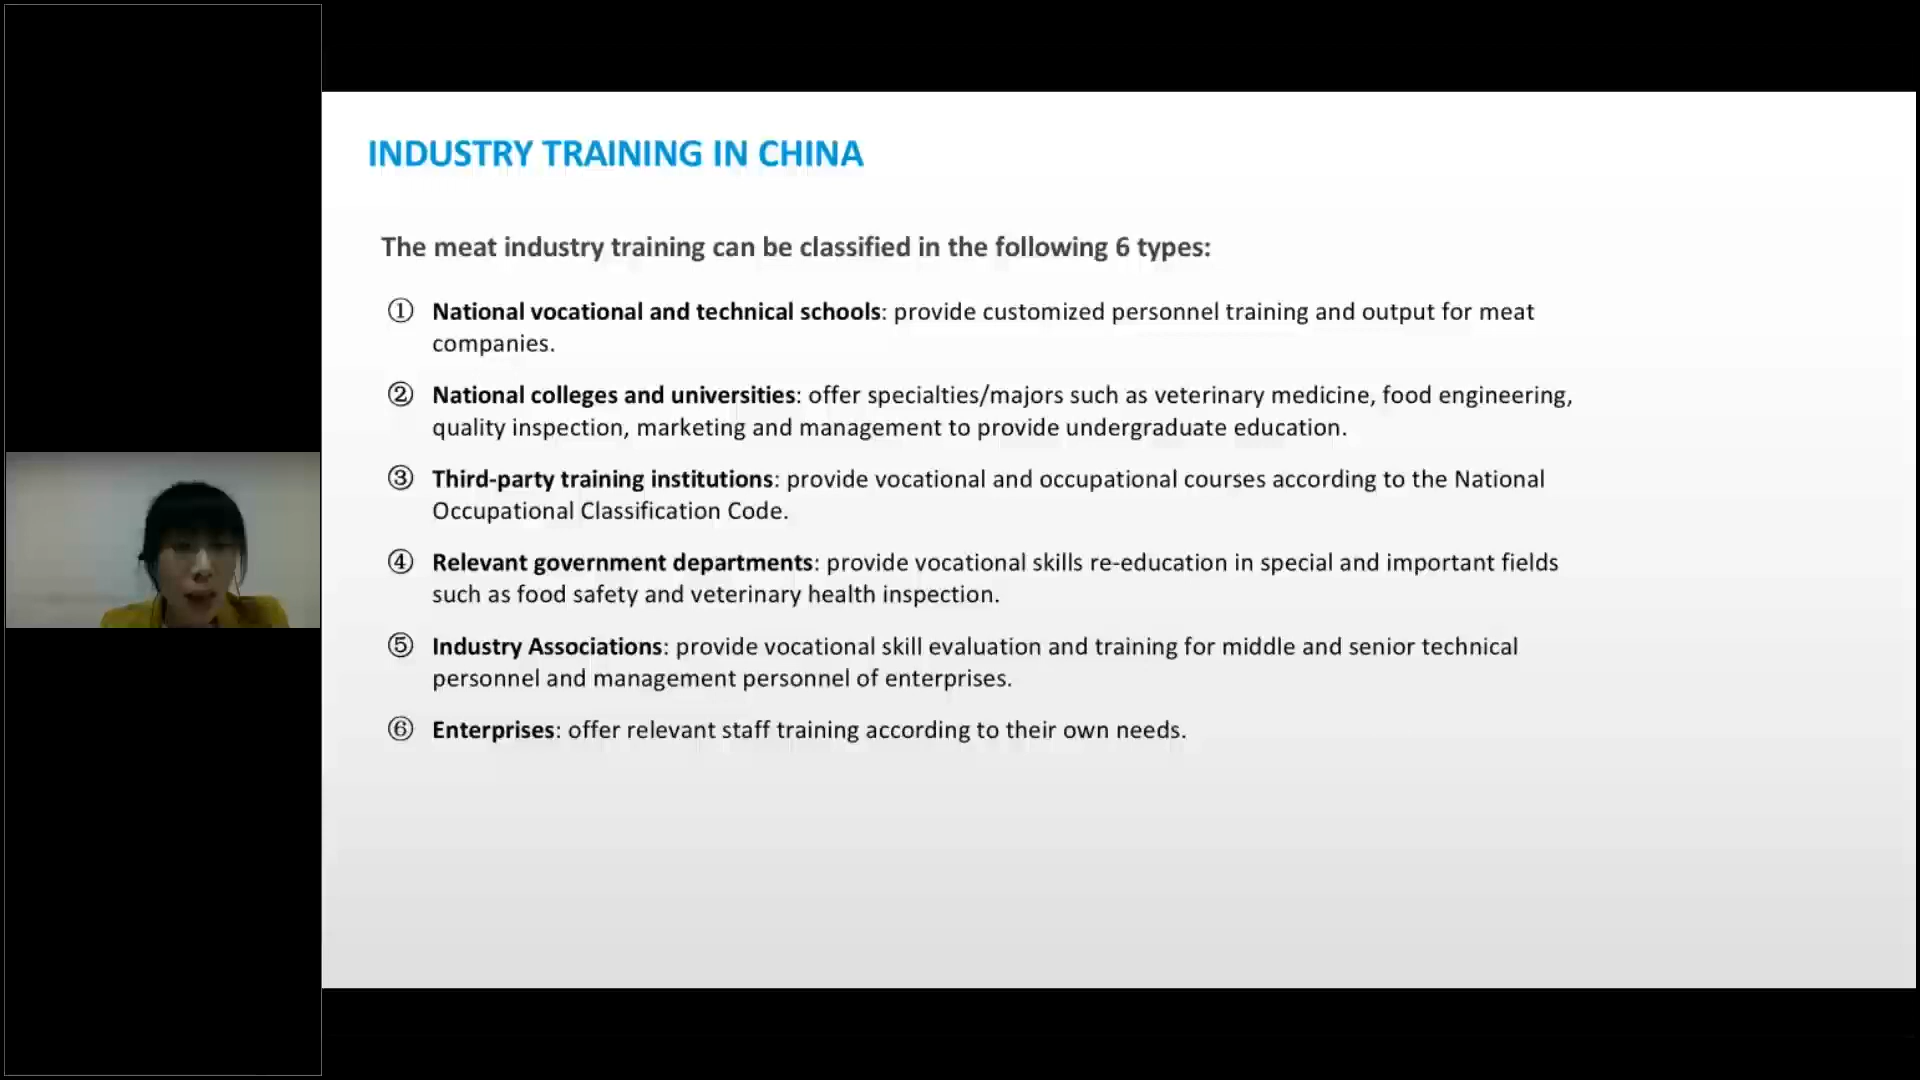 INDUSTRY TRAINING IN CHINA
The meat industry training can be classified in the following 6 types:
① National vocational and technical schools: provide customized personnel training and output for meat
companies.
② National colleges and universities: offer specialties/majors such as veterinary medicine, food engineering,
quality inspection, marketing and management to provide undergraduate education.
③ Third-party training institutions: provide vocational and occupational courses according to the National
Occupational Classification Code.
④ Relevant government departments: provide vocational skills re-education in special and important fields
such as food safety and veterinary health inspection.
⑤ Industry Associations: provide vocational skill evaluation and training for middle and senior technical
personnel and management personnel of enterprises.
⑥ Enterprises: offer relevant staff training according to their own needs.